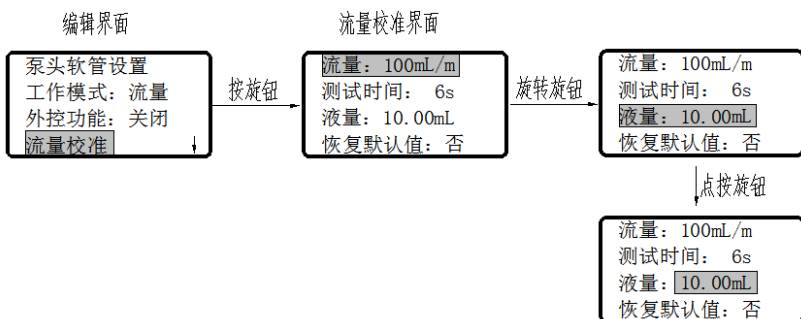 编辑界面
流量校准界面
泵头软管设置
工作模式：流量
外控功能：关闭
流量校准
按旋钮
流量：100mL/m
测试时间： 6s
液量：10.00mL
恢复默认值：否
旋转旋钮
流量：100mL/m
测试时间： 6s
液量：10.00mL
恢复默认值：否
点按旋钮
流量：100mL/m
测试时间： 6s
液量：10.00mL
恢复默认值：否